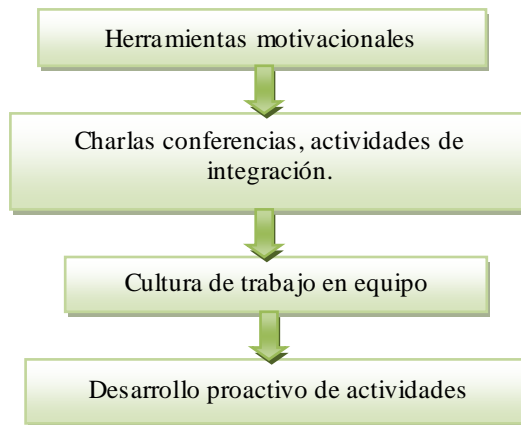 Herramientas motivacionales
Charlas conferencias, actividades de
integración.
Cultura de trabajo en equipo
Desarrollo proactivo de actividades